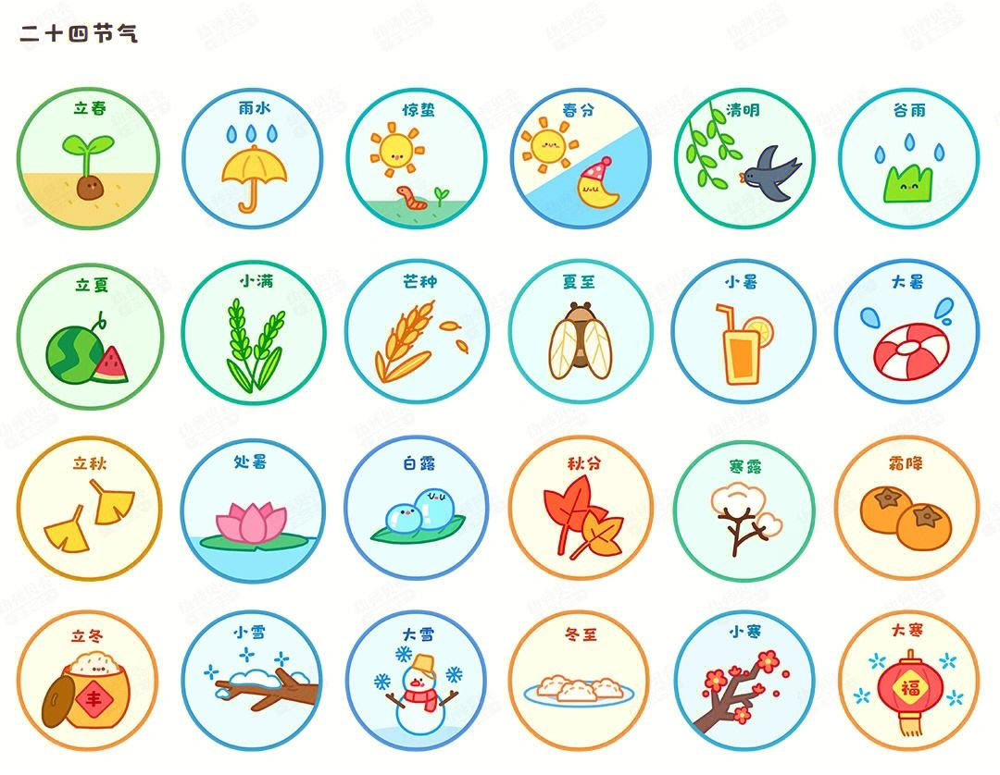 二十四节气
立春
雨水
惊蛰
春分
清明
谷雨
立夏
小满
芒种
夏至
小暑
大暑
立秋
处暑
白露
秋分
寒露
霜降
立冬
丰
小雪
大雪
冬至
小寒
大寒
福